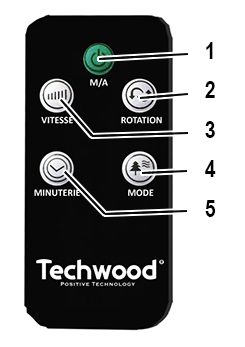 M/A
1
VITESSE
ROTATION
2
3
MINUTERIE
MODE
4
5
Techwood®
POSITIVE TECHNOLOGY